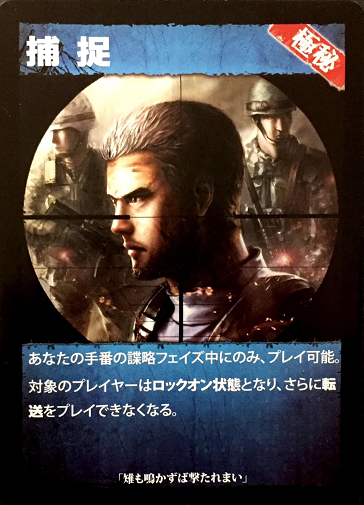 捕捉
極秘
あなたの手番の謀略フェイズ中にのみ、プレイ可能。
対象のプレイヤーはロックオン状態となり、さらに転
送をプレイできなくなる。
「雉も鳴かずば撃たれまい」